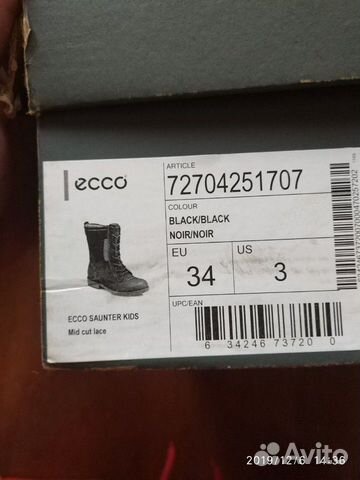 ecco
ARTICLE
72704251707
COLOUR
BLACK/BLACK
NOIR/NOIR
EU
34
US
3
ECCO SAUNTER KIDS
Mid cut lace
UPC/EAN
6 34246 73720 0
2019/12/6 14:36
Avito